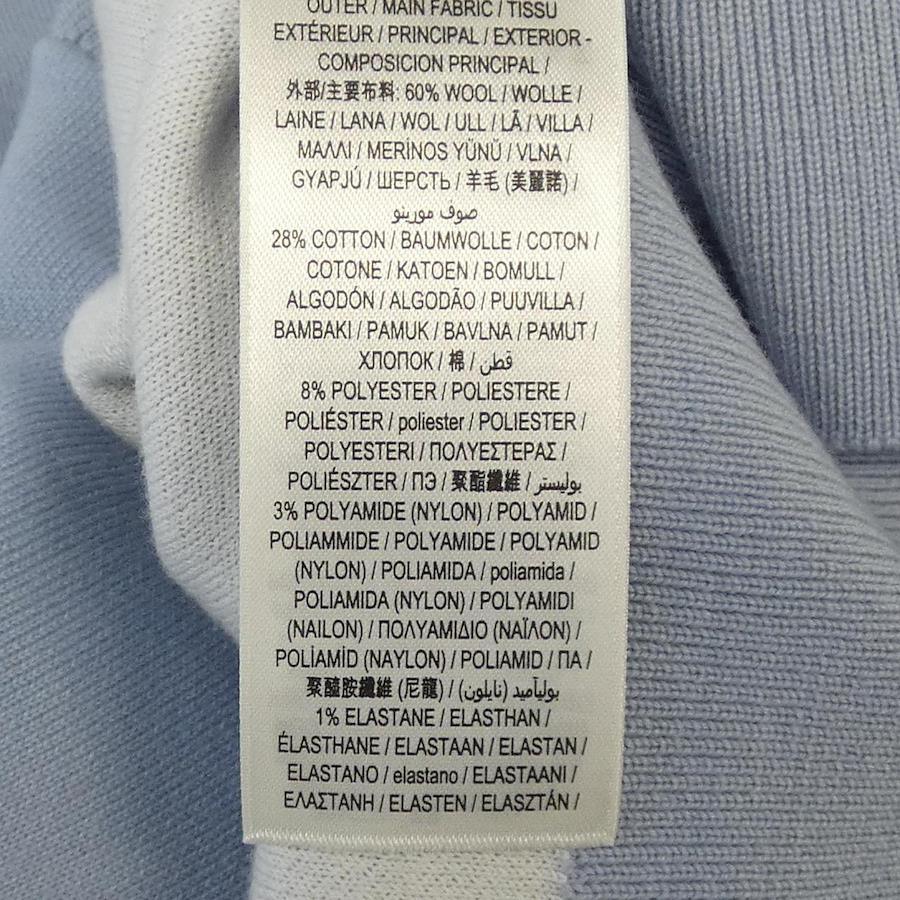 OUTER / MAIN FABRIC / TISSU
EXTÉRIEUR / PRINCIPAL / EXTERIOR -
COMPOSICION PRINCIPAL /
外部/主要布料: 60% WOOL / WOLLE /
LAINE / LANA / WOL / ULL / LÃ / VILLA /
ΜΑΛΛΙ / MERİNOS YÜNÜ / VLNA /
GYAPJÚ / ШЕРСТЬ / 羊毛 (美麗諾) /
صوف مورينو
28% COTTON / BAUMWOLLE / COTON /
COTONE / KATOEN / BOMULL /
ALGODÓN / ALGODÃO / PUUVILLA /
BAMBAKI / PAMUK / BAVLNA / PAMUT /
ХЛОПОК / 棉 / قطن
8% POLYESTER / POLIESTERE /
POLIÉSTER / poliester / POLIESTER /
POLYESTERI / ΠΟΛΥΕΣΤΕΡΑΣ /
POLIÉSZTER / ПЭ / 聚酯纖維 / بوليستر
3% POLYAMIDE (NYLON) / POLYAMID /
POLIAMMIDE / POLYAMIDE / POLYAMID
(NYLON) / POLIAMIDA / poliamida /
POLIAMIDA (NYLON) / POLYAMIDI
(NAILON) / ΠΟΛΥΑΜΙΔΙΟ (ΝΑΪΛΟΝ) /
POLİAMİD (NAYLON) / POLIAMID / ПА /
聚醯胺纖維 (尼龍) / بولياميد (نايلون)
1% ELASTANE / ELASTHAN /
ÉLASTHANE / ELASTAAN / ELASTAN /
ELASTANO / elastano / ELASTAANI /
ΕΛΑΣΤΑΝΗ / ELASTEN / ELASZTÁN /